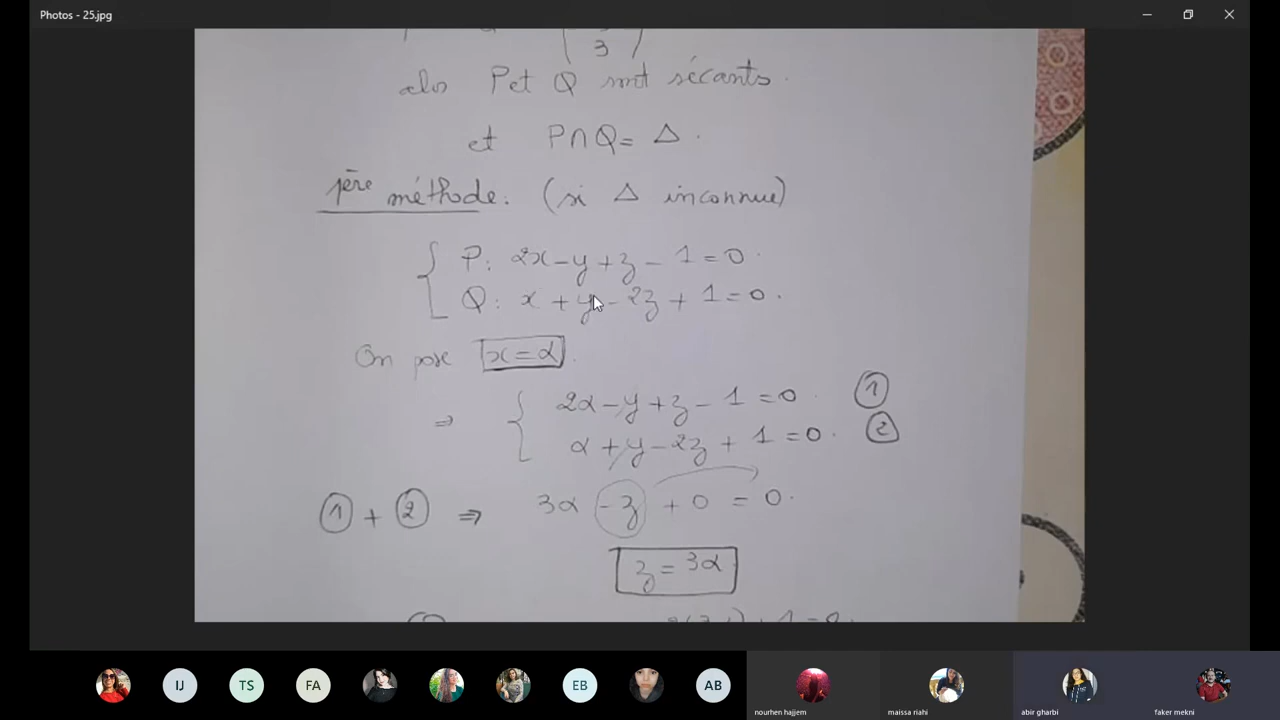 Photos - 25.jpg
3
alors P et Q sont sécants.
et P∩Q = Δ.
1ère méthode: (si Δ inconnue)
{ P: 2x - y + z - 1 = 0.
Q: x + y - 2z + 1 = 0.
On pose x = α.
⇒ { 2α - y + z - 1 = 0. ①
α + y - 2z + 1 = 0. ②
① + ② ⇒ 3α - z + 0 = 0.
z = 3α
IJ
TS
FA
EB
AB
nourhen hajjem
maissa riahi
abir gharbi
faker mekni